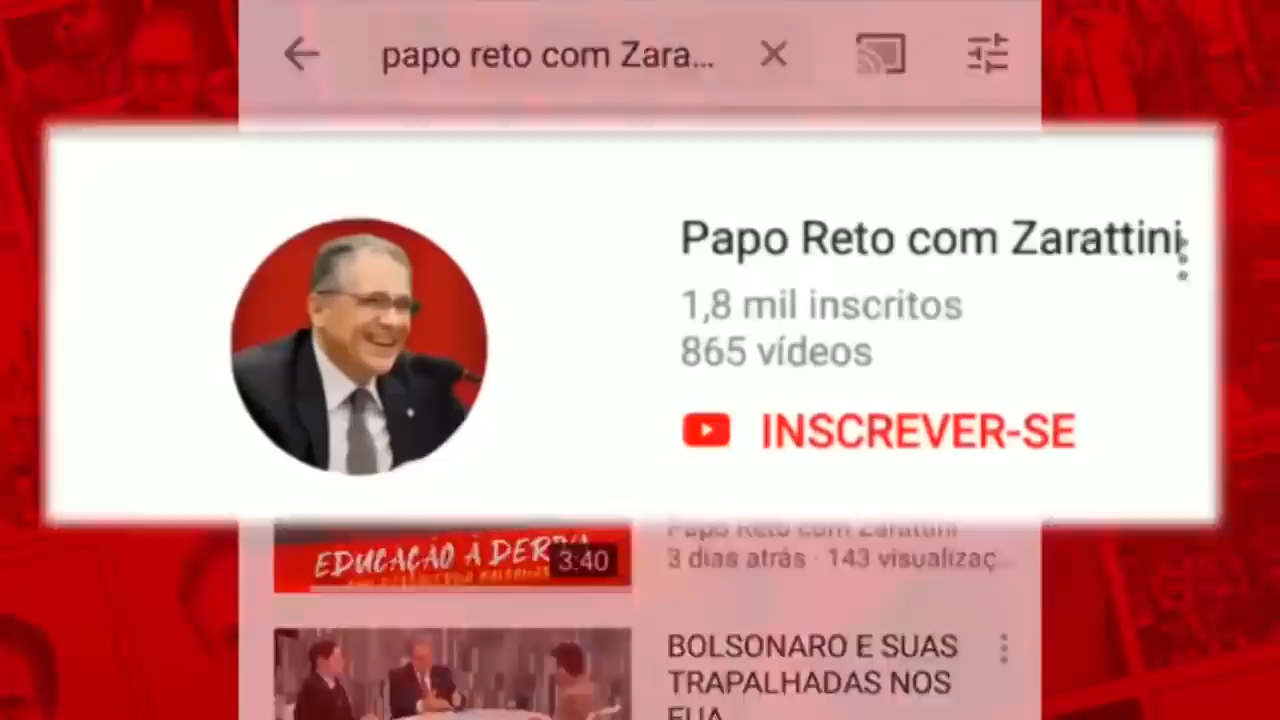 papo reto com Zara...
Papo Reto com Zarattini
1,8 mil inscritos
865 vídeos
INSCREVER-SE
Papo Reto com Zarattini
EDUCAÇÃO À
3:40
3 dias atrás · 143 visualizaç...
BOLSONARO E SUAS
TRAPALHADAS NOS
EUA